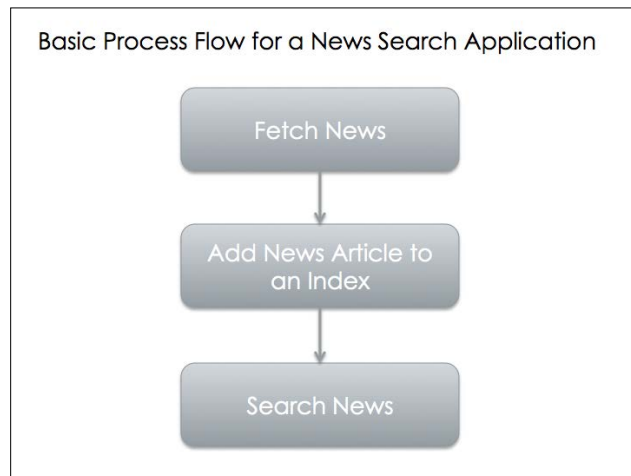 Basic Process Flow for a News Search Application
Fetch News
Add News Article to
an Index
Search News